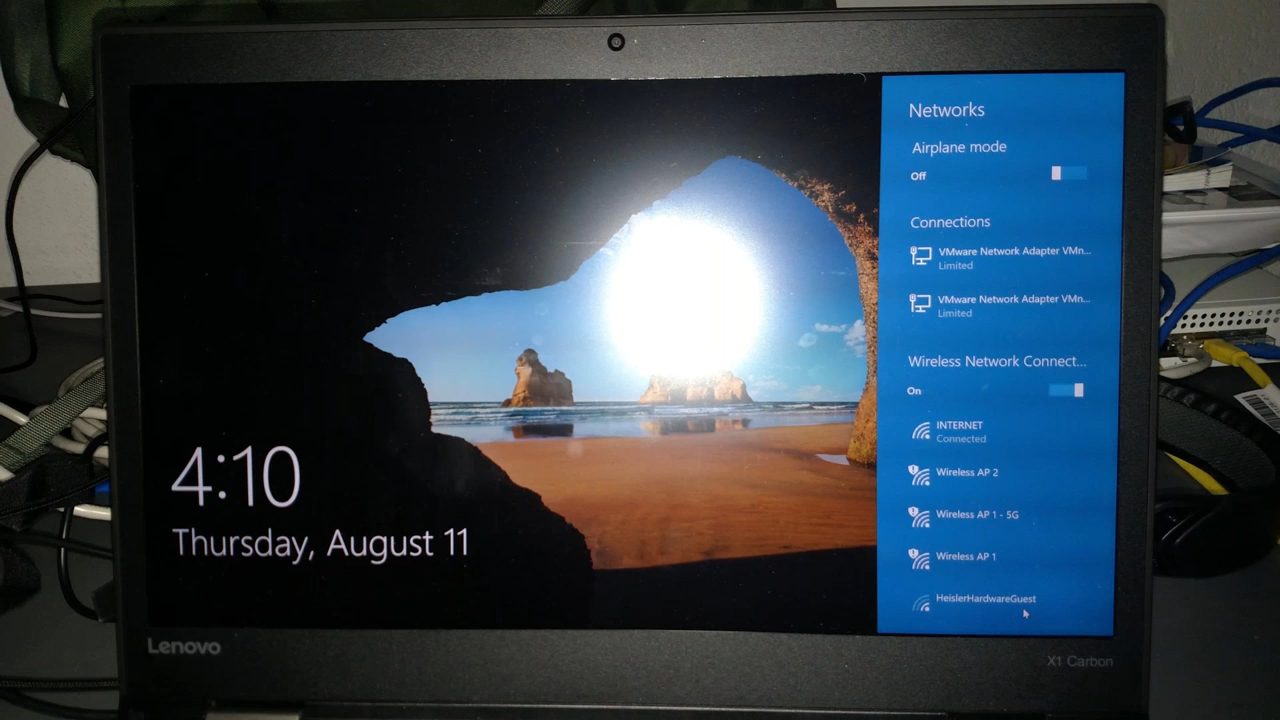 Networks
Airplane mode
Off
Connections
VMware Network Adapter VMn...
Limited
VMware Network Adapter VMn...
Limited
Wireless Network Connect...
On
INTERNET
Connected
Wireless AP 2
Wireless AP 1 - 5G
Wireless AP 1
HeislerHardwareGuest
4:10
Thursday, August 11
Lenovo
X1 Carbon